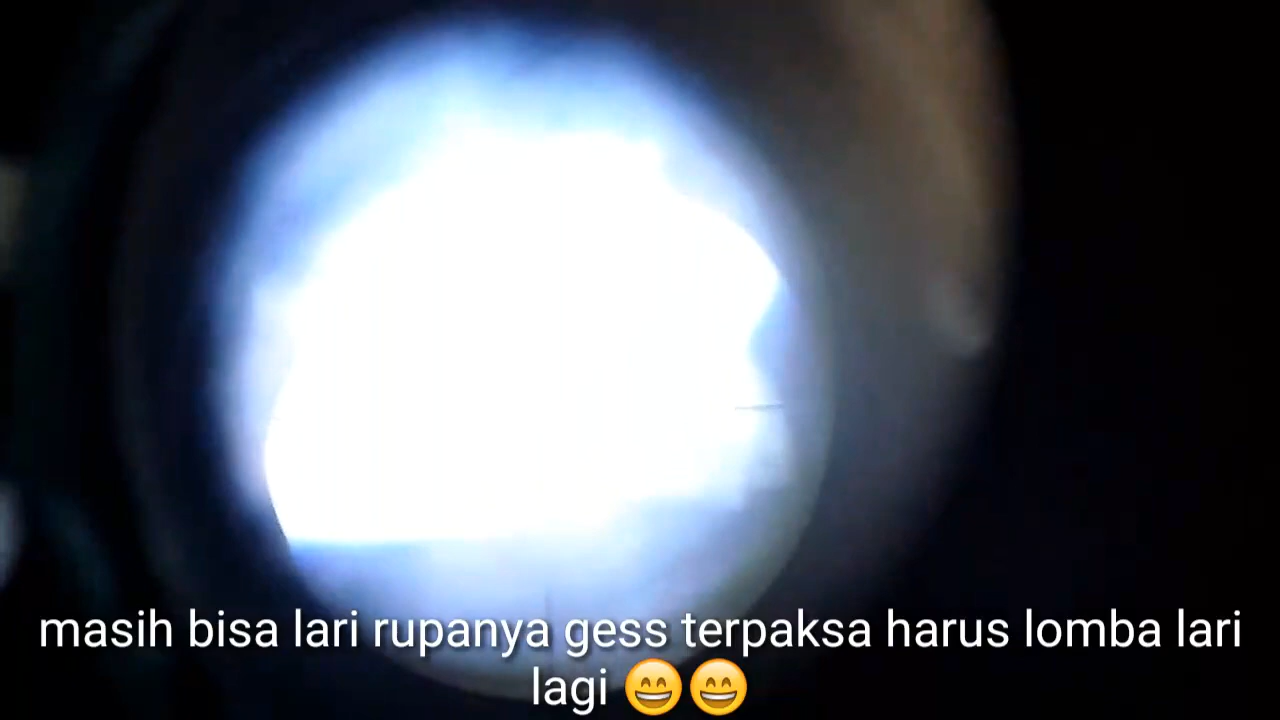 masih bisa lari rupanya gess terpaksa harus lomba lari
lagi 😄😄